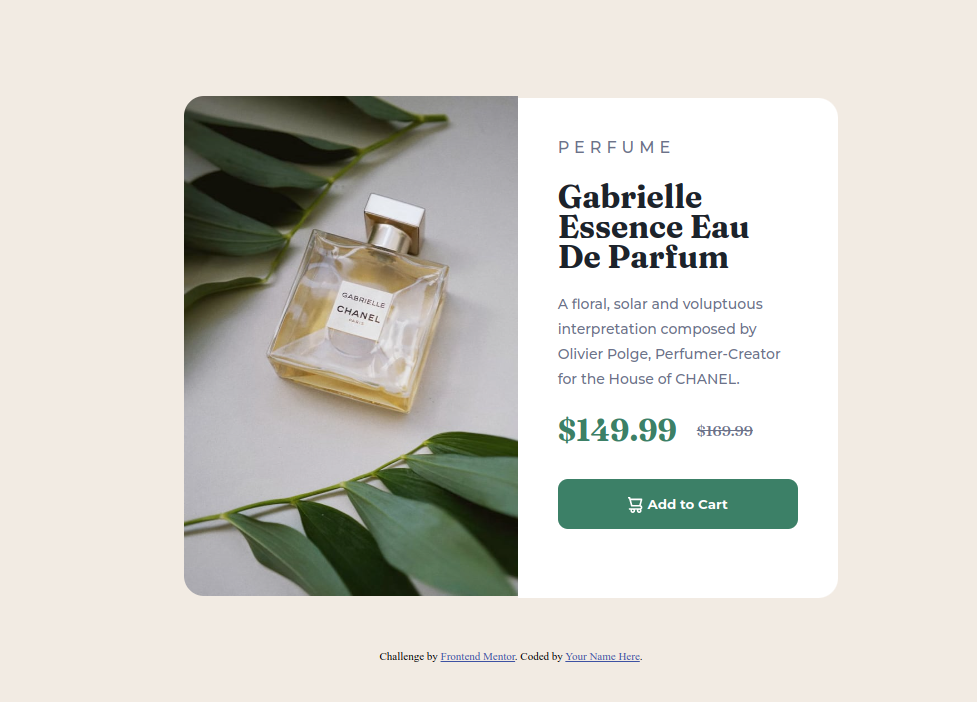 GABRIELLE
CHANEL
PARIS
PERFUME
Gabrielle
Essence Eau
De Parfum
A floral, solar and voluptuous
interpretation composed by
Olivier Polge, Perfumer-Creator
for the House of CHANEL.
$149.99 $169.99
Add to Cart
Challenge by Frontend Mentor. Coded by Your Name Here.